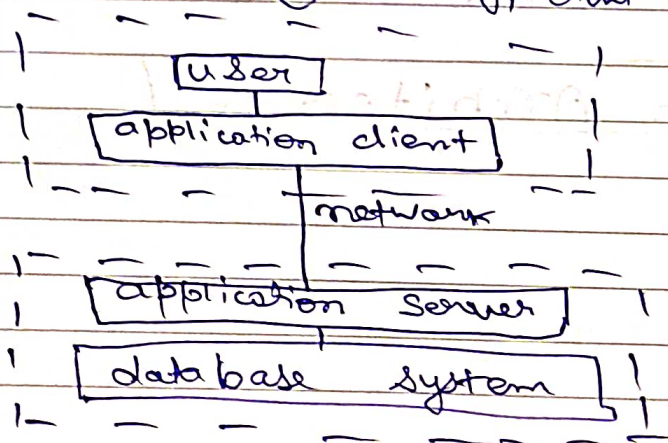 user
application client
network
application server
database system